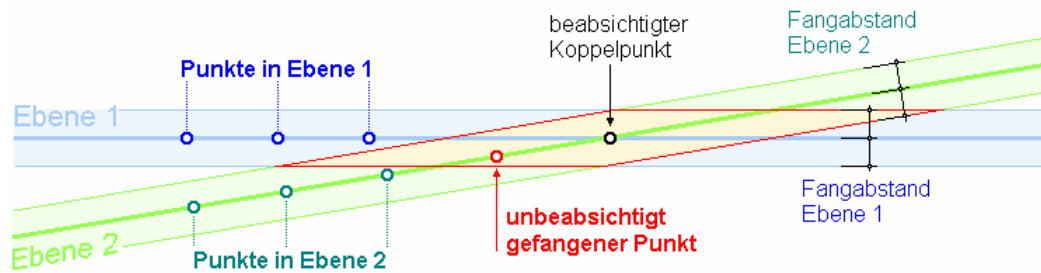 beabsichtigter
Koppelpunkt
Fangabstand
Ebene 2
Punkte in Ebene 1
Ebene 1
Fangabstand
Ebene 1
unbeabsichtigt
gefangener Punkt
Ebene 2
Punkte in Ebene 2